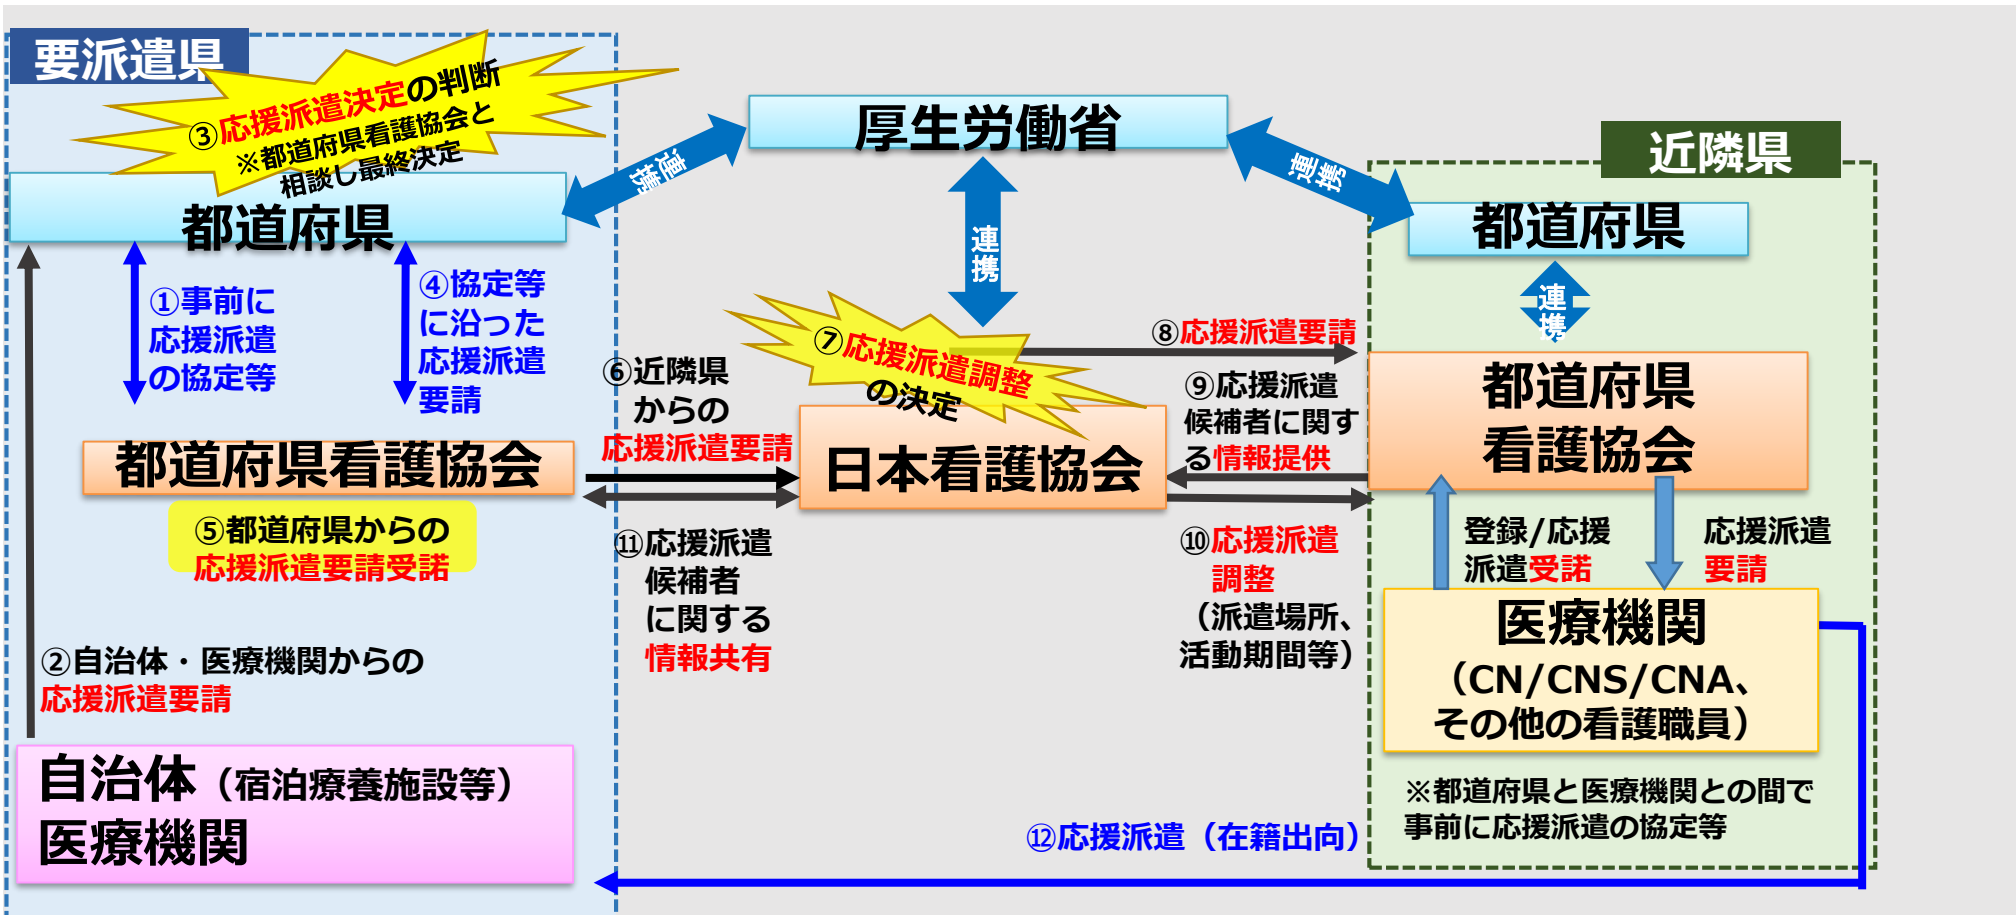 要派遣県
③応援派遣決定の判断
※都道府県看護協会と
相談し最終決定
都道府県
①事前に
応援派遣
の協定等
④協定等
に沿った
応援派遣
要請
都道府県看護協会
⑤都道府県からの
応援派遣要請受諾
②自治体・医療機関からの
応援派遣要請
自治体（宿泊療養施設等）
医療機関
厚生労働省
連携
連携
連携
⑥近隣県
からの
応援派遣要請
⑦応援派遣調整
の決定
日本看護協会
⑪応援派遣
候補者
に関する
情報共有
⑧応援派遣要請
⑨応援派遣
候補者に関す
る情報提供
⑩応援派遣
調整
（派遣場所、
活動期間等）
近隣県
都道府県
連携
都道府県
看護協会
登録/応援
派遣受諾
応援派遣
要請
医療機関
（CN/CNS/CNA、
その他の看護職員）
※都道府県と医療機関との間で
事前に応援派遣の協定等
⑫応援派遣（在籍出向）